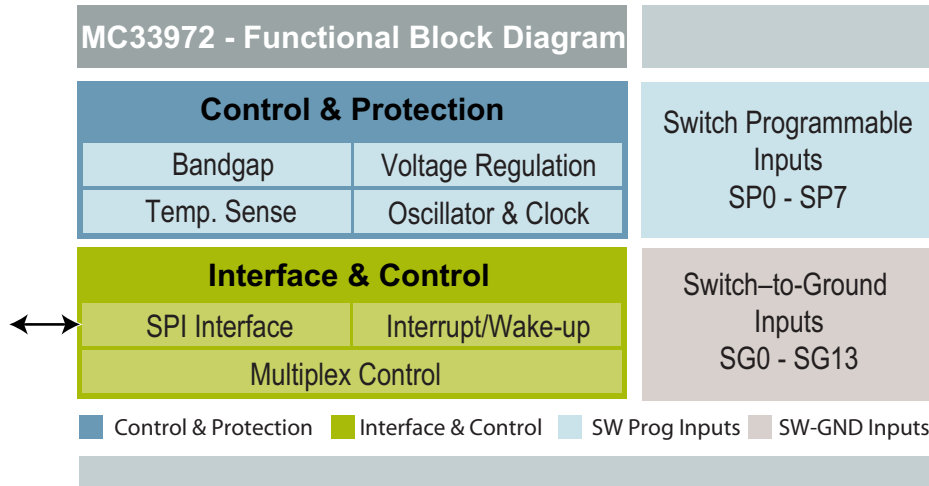 MC33972 - Functional Block Diagram
Control & Protection
Bandgap
Voltage Regulation
Temp. Sense
Oscillator & Clock
Switch Programmable
Inputs
SP0 - SP7
Interface & Control
SPI Interface
Interrupt/Wake-up
Multiplex Control
Switch–to-Ground
Inputs
SG0 - SG13
Control & Protection
Interface & Control
SW Prog Inputs
SW-GND Inputs